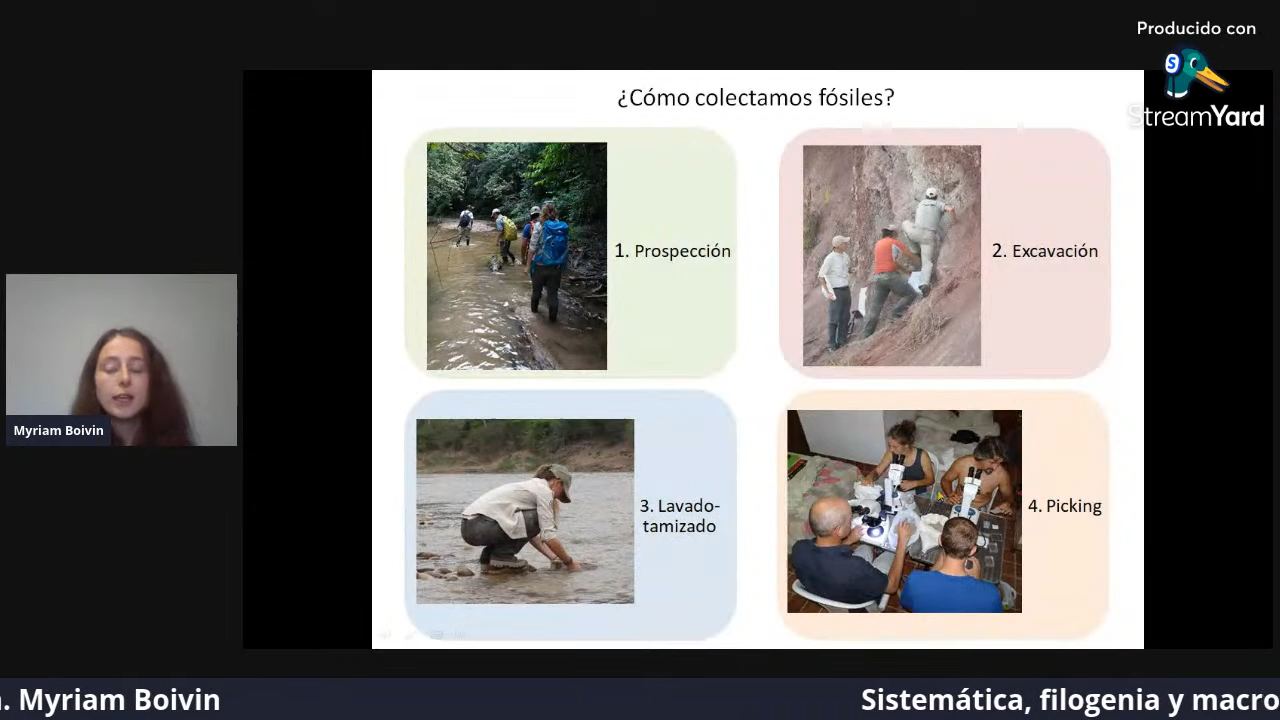 Producido con
StreamYard
¿Cómo colectamos fósiles?
1. Prospección
2. Excavación
Myriam Boivin
3. Lavado-
tamizado
4. Picking
. Myriam Boivin
Sistemática, filogenia y macro